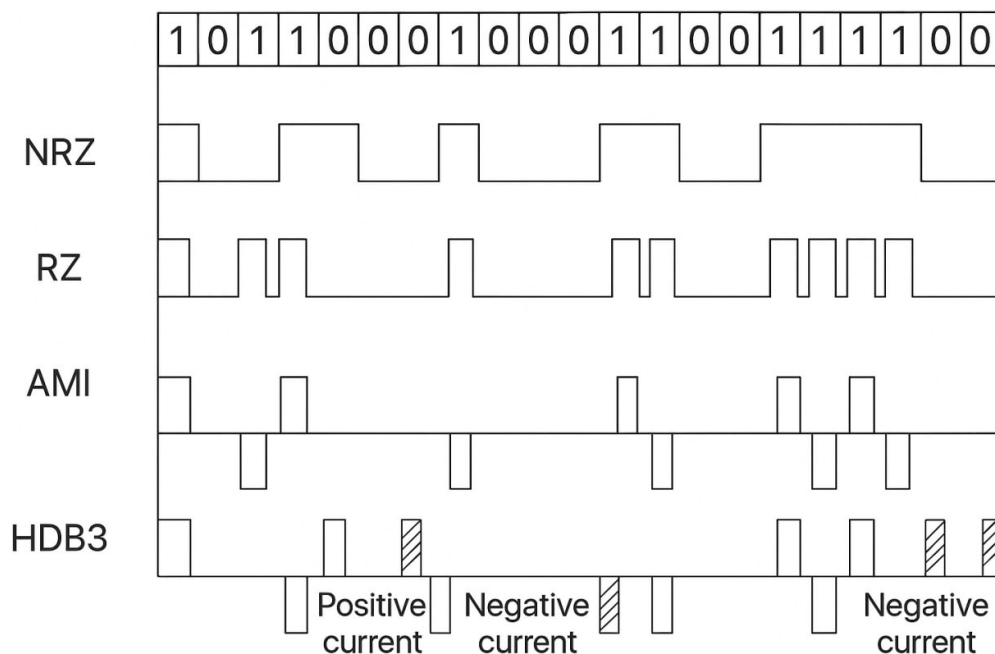 1 0 1 1 0 0 0 1 0 0 0 1 1 0 0 1 1 1 1 0 0
NRZ
RZ
AMI
HDB3
Positive current
Negative current
Negative current